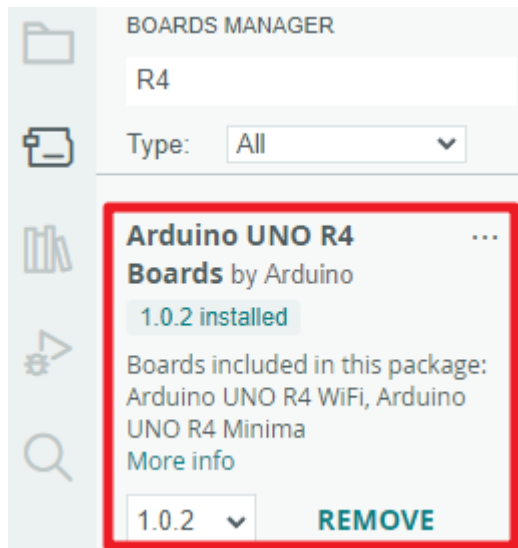 BOARDS MANAGER
R4
Type: All
Arduino UNO R4 ...
Boards by Arduino
1.0.2 installed
Boards included in this package:
Arduino UNO R4 WiFi, Arduino
UNO R4 Minima
More info
1.0.2 REMOVE